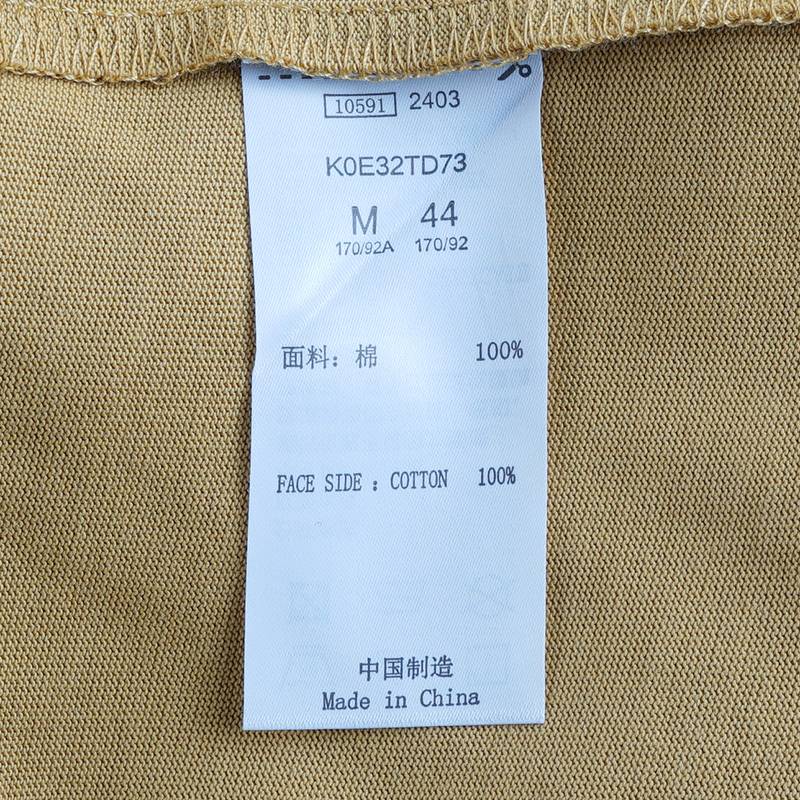 10591 2403
K0E32TD73
M 44
170/92A 170/92
面料：棉 100%
FACE SIDE : COTTON 100%
中国制造
Made in China